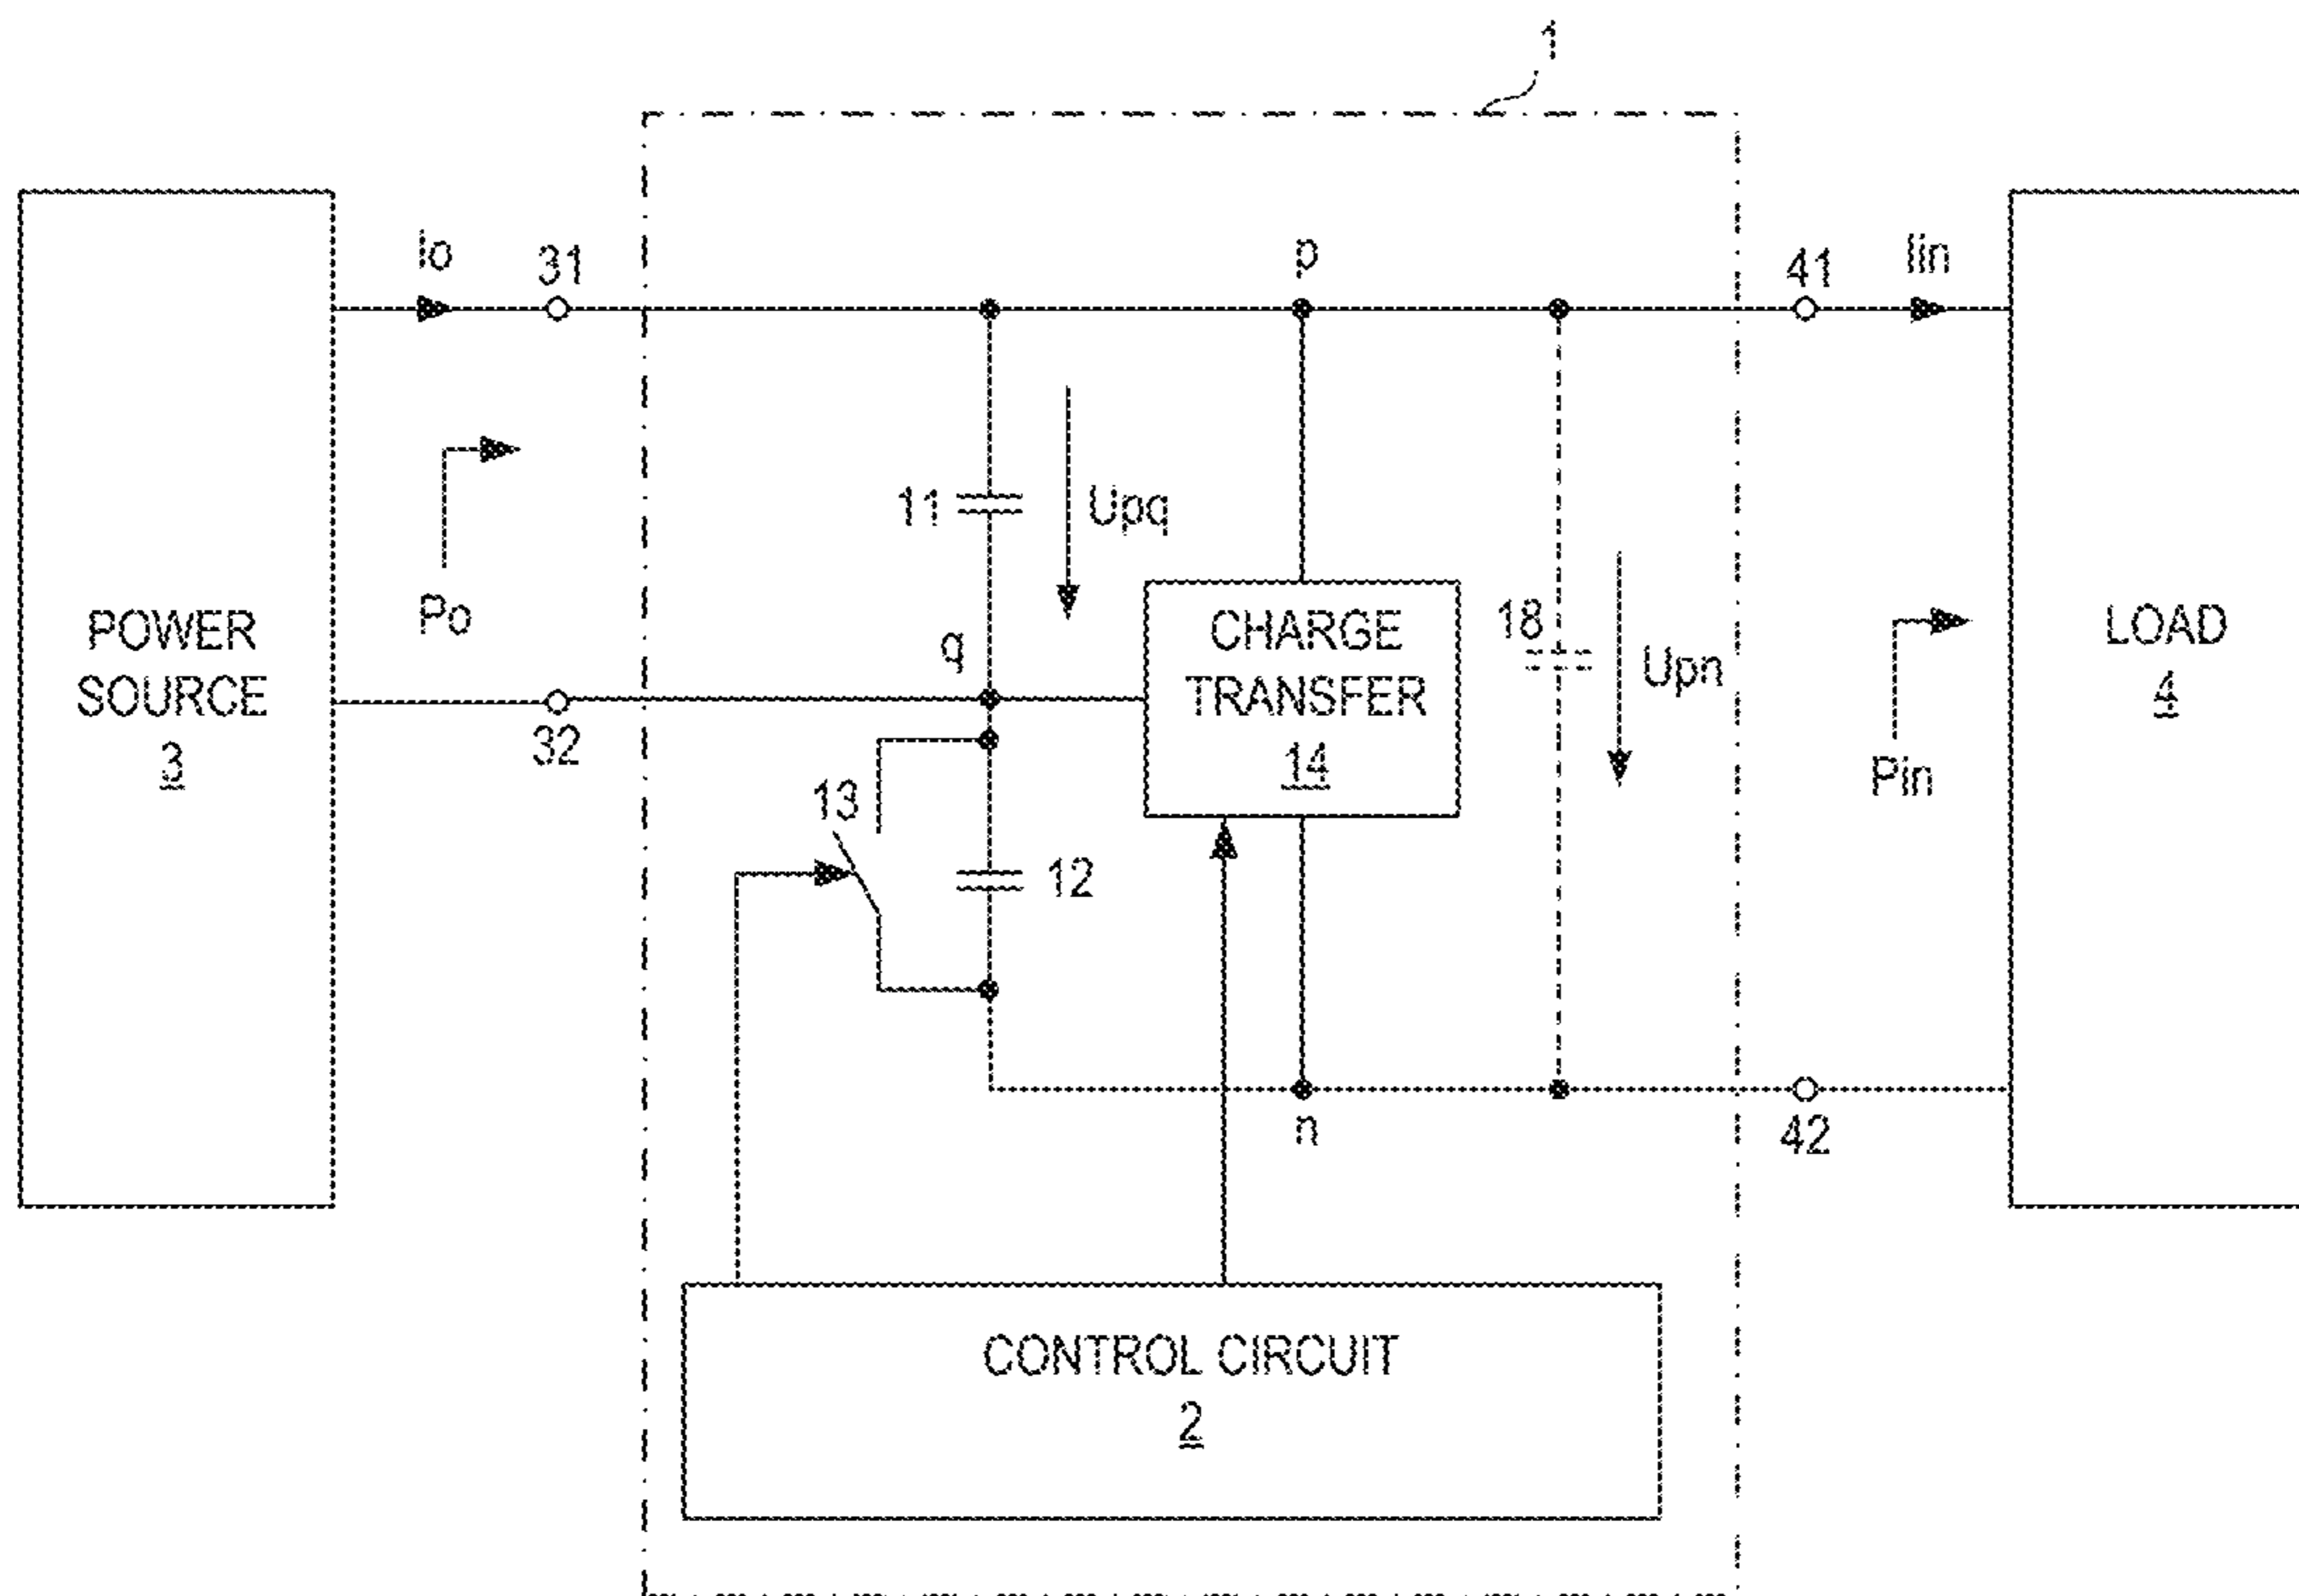 1
Io
31
p
41
Iin
11
Upq
Po
POWER
SOURCE
3
q
CHARGE
TRANSFER
14
18
Upn
LOAD
4
32
Pin
13
12
n
42
CONTROL CIRCUIT
2